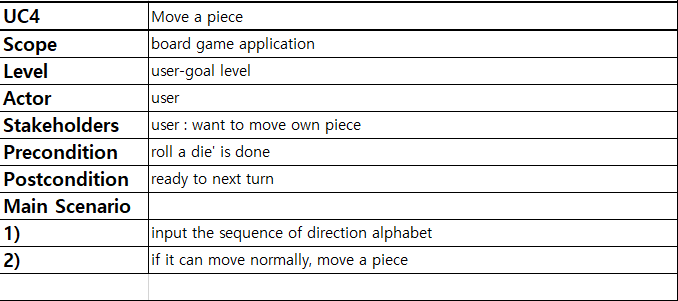 UC4 Move a piece
Scope board game application
Level user-goal level
Actor user
Stakeholders user : want to move own piece
Precondition roll a die' is done
Postcondition ready to next turn
Main Scenario
1) input the sequence of direction alphabet
2) if it can move normally, move a piece